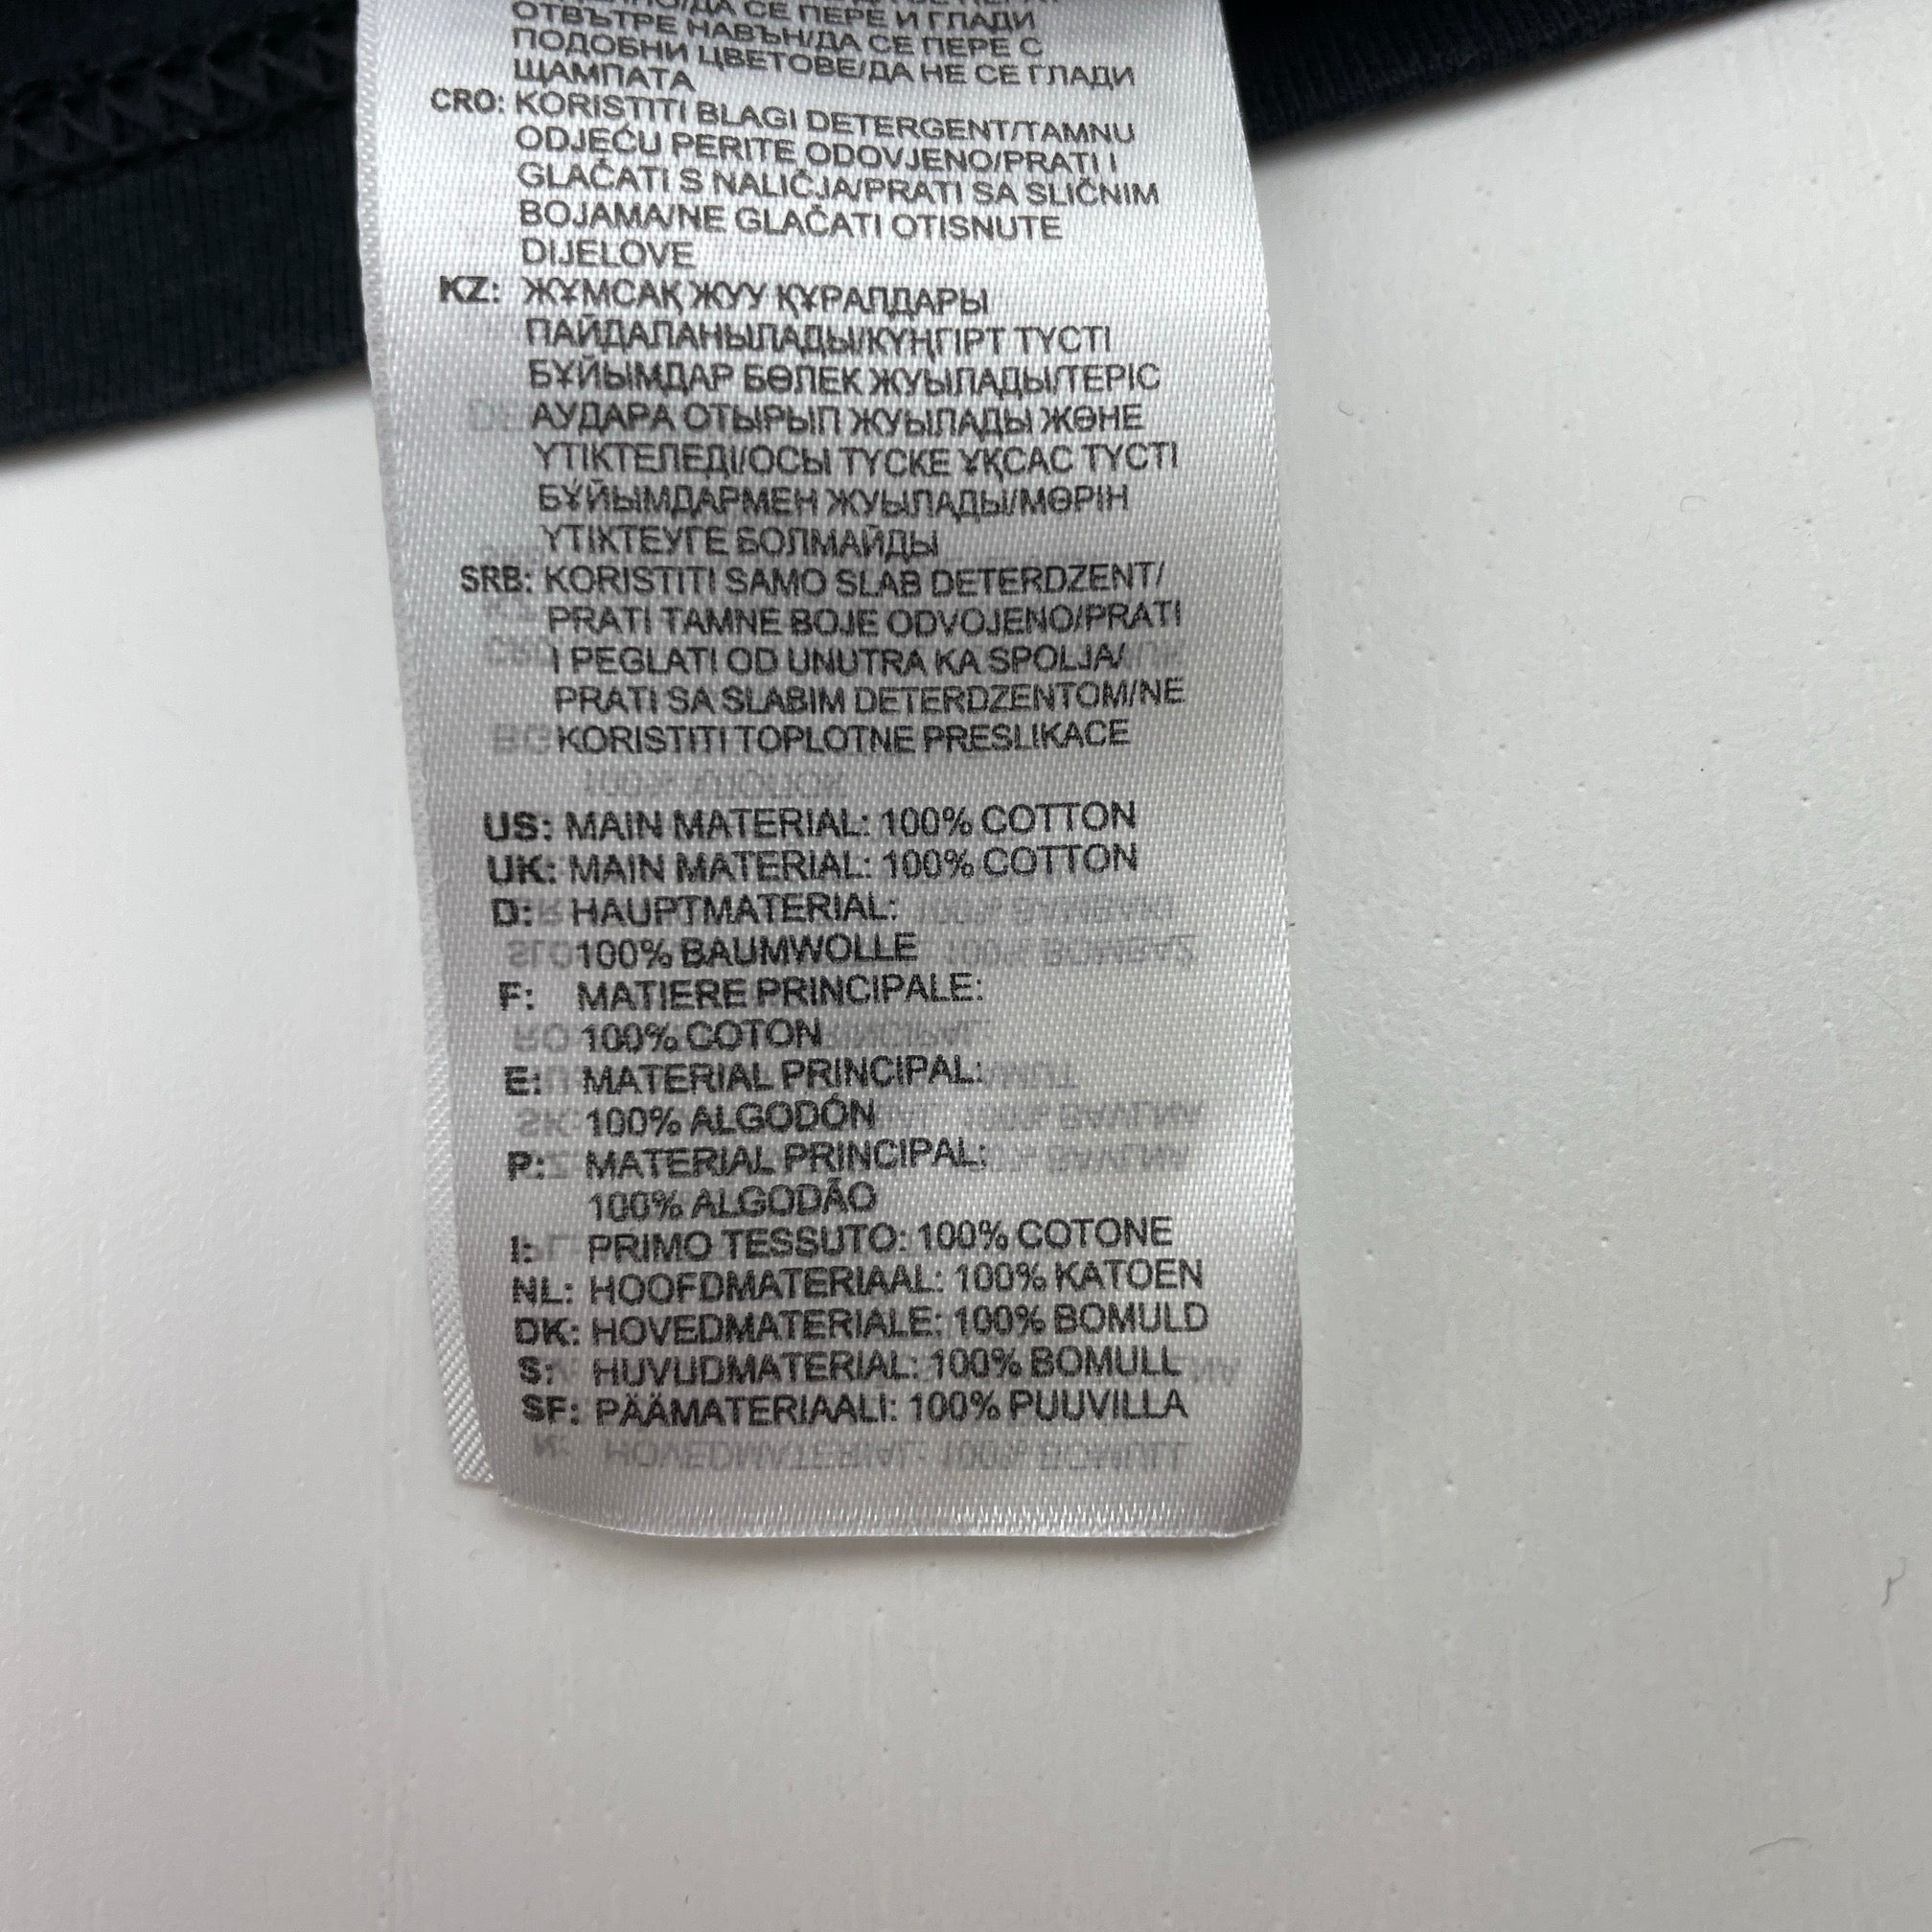 ДА СЕ ПЕРЕ И ГЛАДИ
ОТВЪТРЕ НАВЪН/ДА СЕ ПЕРЕ С
ПОДОБНИ ЦВЕТОВЕ/ДА НЕ СЕ ГЛАДИ
ЩАМПАТА
CRO: KORISTITI BLAGI DETERGENT/TAMNU
ODJEĆU PERITE ODOVJENO/PRATI I
GLAČATI S NALIČJA/PRATI SA SLIČNIM
BOJAMA/NE GLAČATI OTISNUTE
DIJELOVE
KZ: ЖҰМСАҚ ЖУУ ҚҰРАЛДАРЫ
ПАЙДАЛАНЫЛАДЫ/КҮҢГІРТ ТҮСТІ
БҰЙЫМДАР БӨЛЕК ЖУЫЛАДЫ/ТЕРІС
АУДАРА ОТЫРЫП ЖУЫЛАДЫ ЖӨНЕ
ҮТІКТЕЛЕДІ/ОСЫ ТҮСКЕ ҰҚСАС ТҮСТІ
БҰЙЫМДАРМЕН ЖУЫЛАДЫ/МӨРІН
ҮТІКТЕУГЕ БОЛМАЙДЫ
SRB: KORISTITI SAMO SLAB DETERDZENT/
PRATI TAMNE BOJE ODVOJENO/PRATI
I PEGLATI OD UNUTRA KA SPOLJA/
PRATI SA SLABIM DETERDZENTOM/NE
KORISTITI TOPLOTNE PRESLIKACE
US: MAIN MATERIAL: 100% COTTON
UK: MAIN MATERIAL: 100% COTTON
D: HAUPTMATERIAL:
100% BAUMWOLLE
F: MATIERE PRINCIPALE:
100% COTON
E: MATERIAL PRINCIPAL:
100% ALGODÓN
P: MATERIAL PRINCIPAL:
100% ALGODÃO
I: PRIMO TESSUTO: 100% COTONE
NL: HOOFDMATERIAAL: 100% KATOEN
DK: HOVEDMATERIALE: 100% BOMULD
S: HUVUDMATERIAL: 100% BOMULL
SF: PÄÄMATERIAALI: 100% PUUVILLA